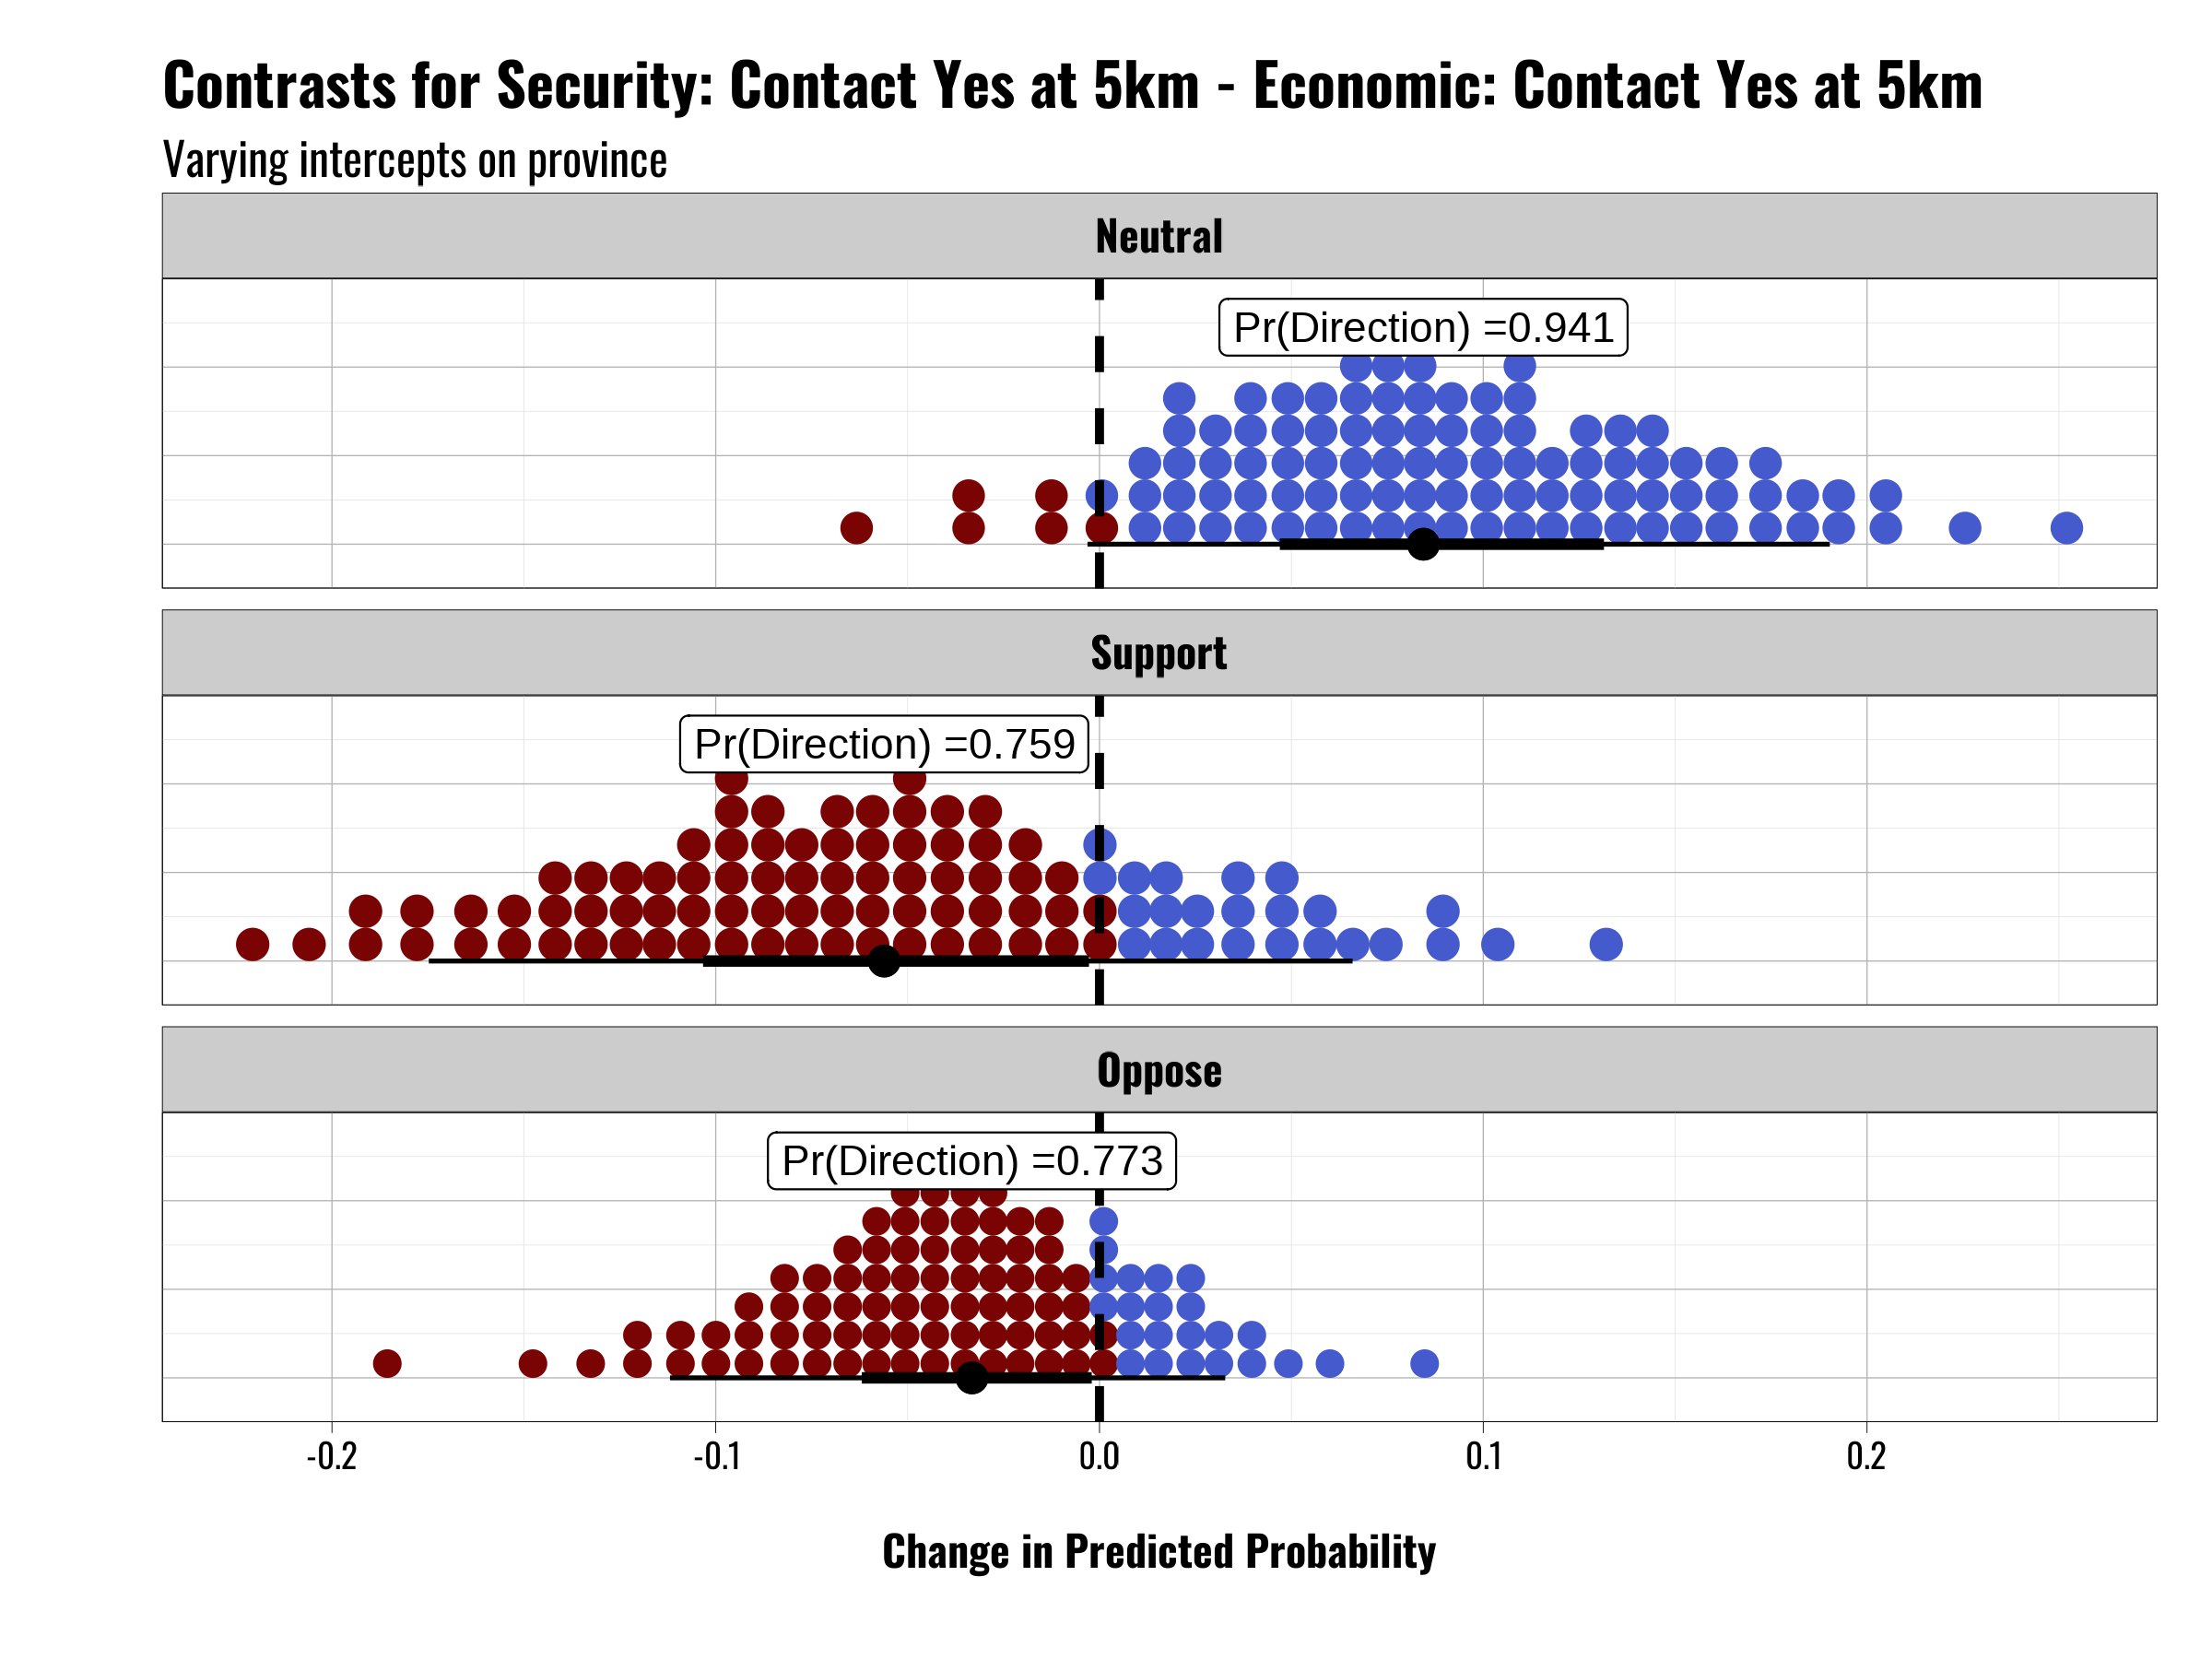 Contrasts for Security: Contact Yes at 5km - Economic: Contact Yes at 5km
Varying intercepts on province
Neutral
Pr(Direction) =0.941
Support
Pr(Direction) =0.759
Oppose
Pr(Direction) =0.773
-0.2 -0.1 0.0 0.1 0.2
Change in Predicted Probability